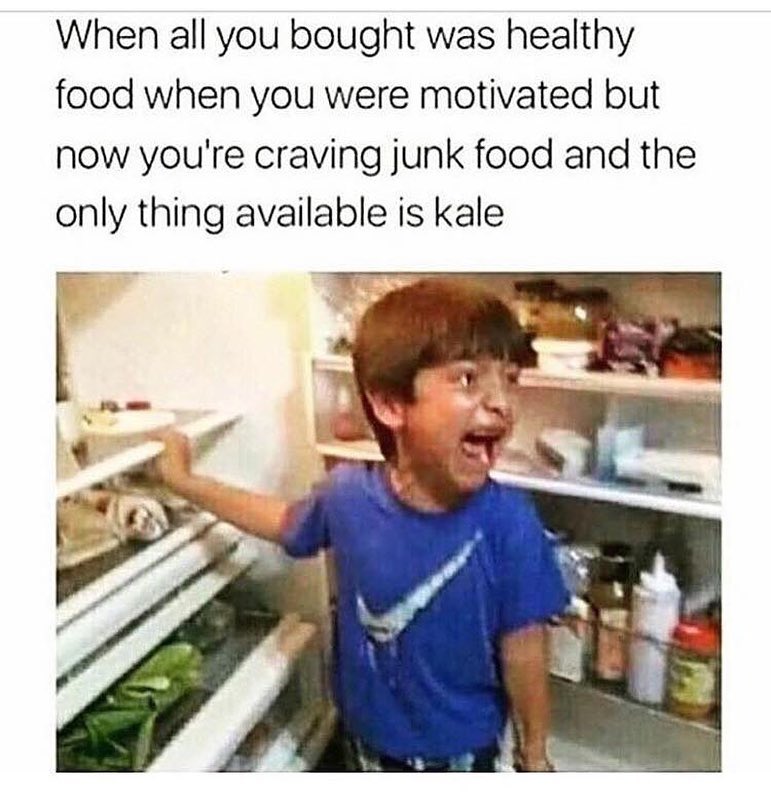 When all you bought was healthy
food when you were motivated but
now you're craving junk food and the
only thing available is kale